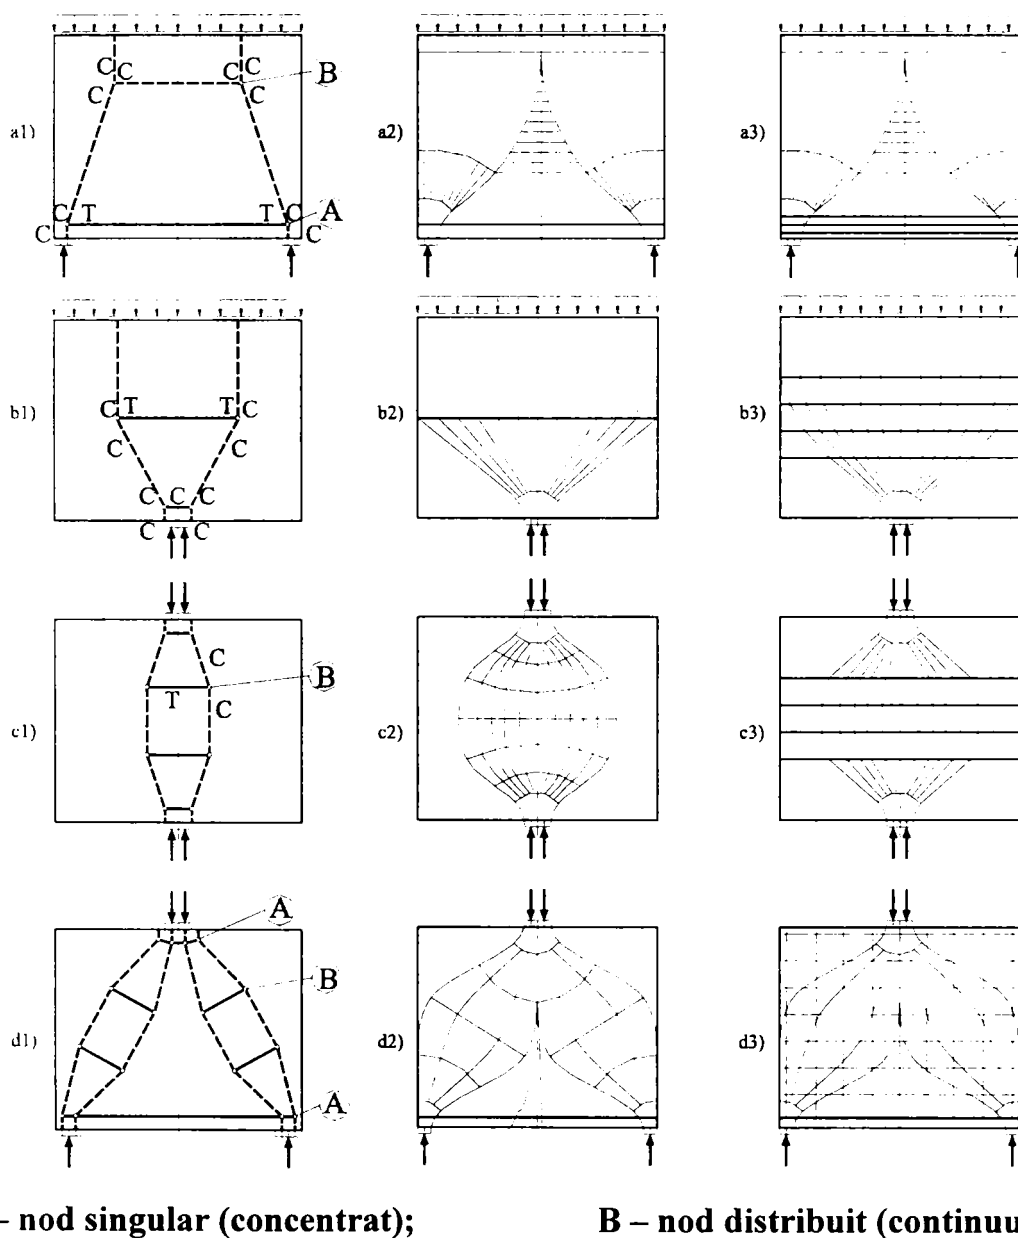 C C C C B
C C
a1) a2) a3)
C T T C A
C C
C T T C
b1) b2) b3)
C C
C C C
C C
C
B
T C
c1) c2) c3)
A
B
d1) d2) d3)
A
– nod singular (concentrat); B – nod distribuit (continuu